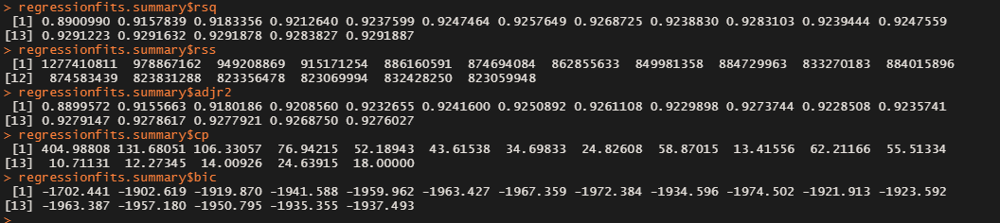 > regressionfits.summary$rsq
 [1] 0.8900990 0.9157839 0.9183356 0.9212640 0.9237599 0.9247464 0.9257649 0.9268725 0.9238830 0.9283103 0.9239444 0.9247559
[13] 0.9291223 0.9291632 0.9291878 0.9283827 0.9291887
> regressionfits.summary$rss
 [1] 1277410811  978867162  949208869  915171254  886160591  874694084  862855633  849981358  884729963  833270183  884015896
[12]  874583439  823831288  823356478  823069994  832428250  823059948
> regressionfits.summary$adjr2
 [1] 0.8899572 0.9155663 0.9180186 0.9208560 0.9232655 0.9241600 0.9250892 0.9261108 0.9229898 0.9273744 0.9228508 0.9235741
[13] 0.9279147 0.9278617 0.9277921 0.9268750 0.9276027
> regressionfits.summary$cp
 [1] 404.98808 131.68051 106.33057  76.94215  52.18943  43.61538  34.69833  24.82608  58.87015  13.41556  62.21166  55.51334
[13]  10.71131  12.27345  14.00926  24.63915  18.00000
> regressionfits.summary$bic
 [1] -1702.441 -1902.619 -1919.870 -1941.588 -1959.962 -1963.427 -1967.359 -1972.384 -1934.596 -1974.502 -1921.913 -1923.592
[13] -1963.387 -1957.180 -1950.795 -1935.355 -1937.493
>